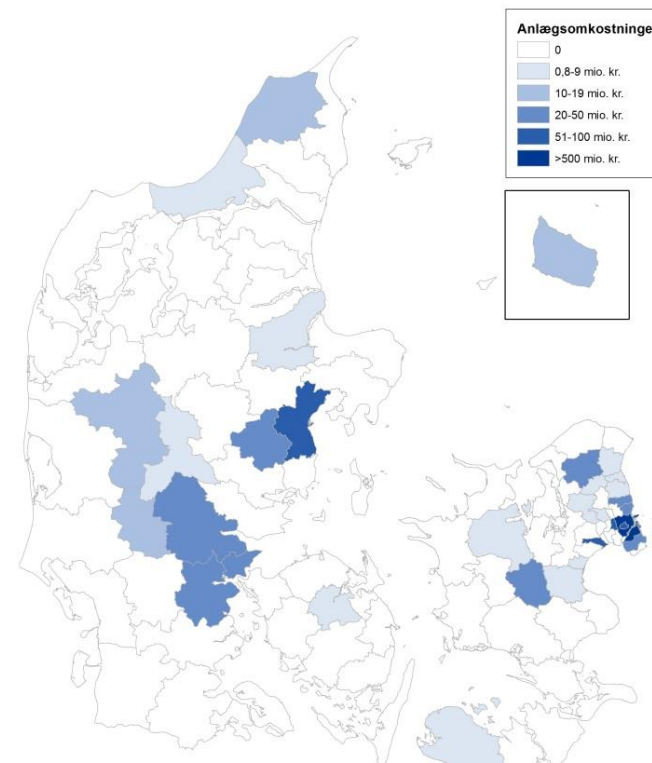 Anlægsomkostninge
0
0,8-9 mio. kr.
10-19 mio. kr.
20-50 mio. kr.
51-100 mio. kr.
>500 mio. kr.